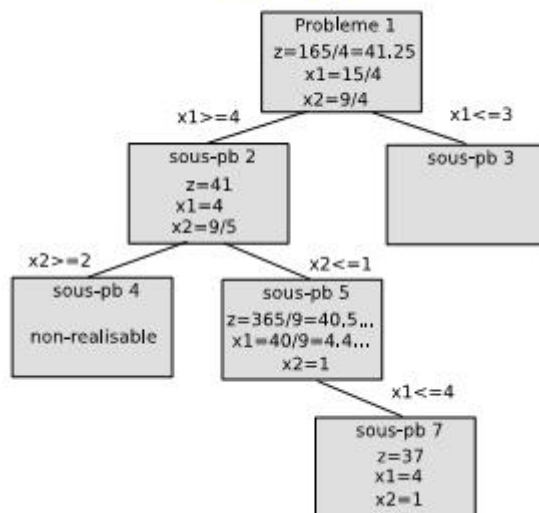 Probleme 1
z=165/4=41.25
x1=15/4
x2=9/4
x1>=4
x1<=3
sous-pb 2
z=41
x1=4
x2=9/5
sous-pb 3
x2>=2
x2<=1
sous-pb 4
non-realisable
sous-pb 5
z=365/9=40,5...
x1=40/9=4,4...
x2=1
x1<=4
sous-pb 7
z=37
x1=4
x2=1